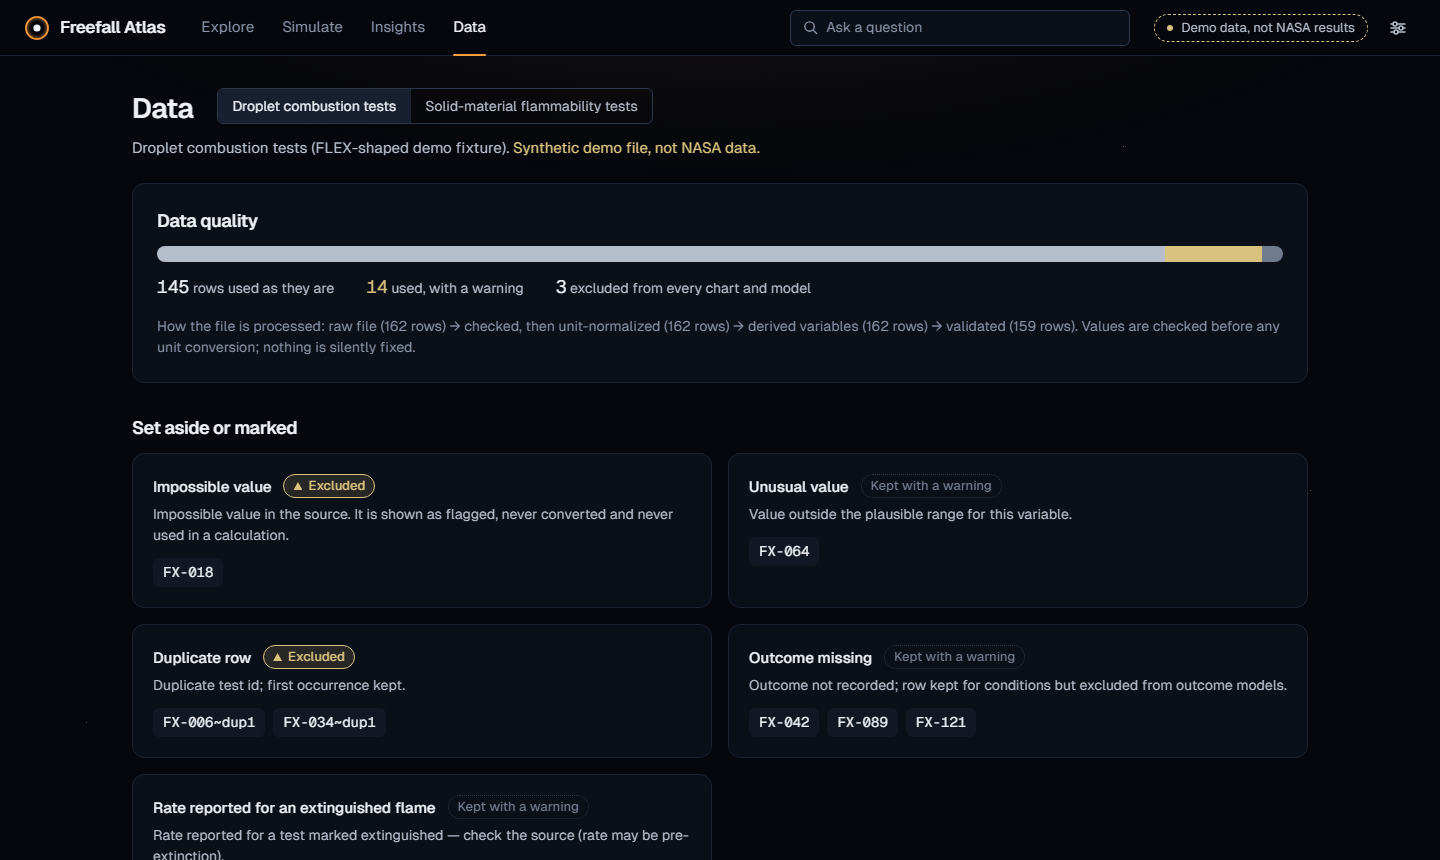 Freefall Atlas
Explore
Simulate
Insights
Data
Ask a question
Demo data, not NASA results
Data
Droplet combustion tests
Solid-material flammability tests
Droplet combustion tests (FLEX-shaped demo fixture). Synthetic demo file, not NASA data.
Data quality
145 rows used as they are
14 used, with a warning
3 excluded from every chart and model
How the file is processed: raw file (162 rows) → checked, then unit-normalized (162 rows) → derived variables (162 rows) → validated (159 rows). Values are checked before any
unit conversion; nothing is silently fixed.
Set aside or marked
Impossible value
▲ Excluded
Impossible value in the source. It is shown as flagged, never converted and never
used in a calculation.
FX-018
Unusual value
Kept with a warning
Value outside the plausible range for this variable.
FX-064
Duplicate row
▲ Excluded
Duplicate test id; first occurrence kept.
FX-006~dup1
FX-034~dup1
Outcome missing
Kept with a warning
Outcome not recorded; row kept for conditions but excluded from outcome models.
FX-042
FX-089
FX-121
Rate reported for an extinguished flame
Kept with a warning
Rate reported for a test marked extinguished — check the source (rate may be pre-
extinction).